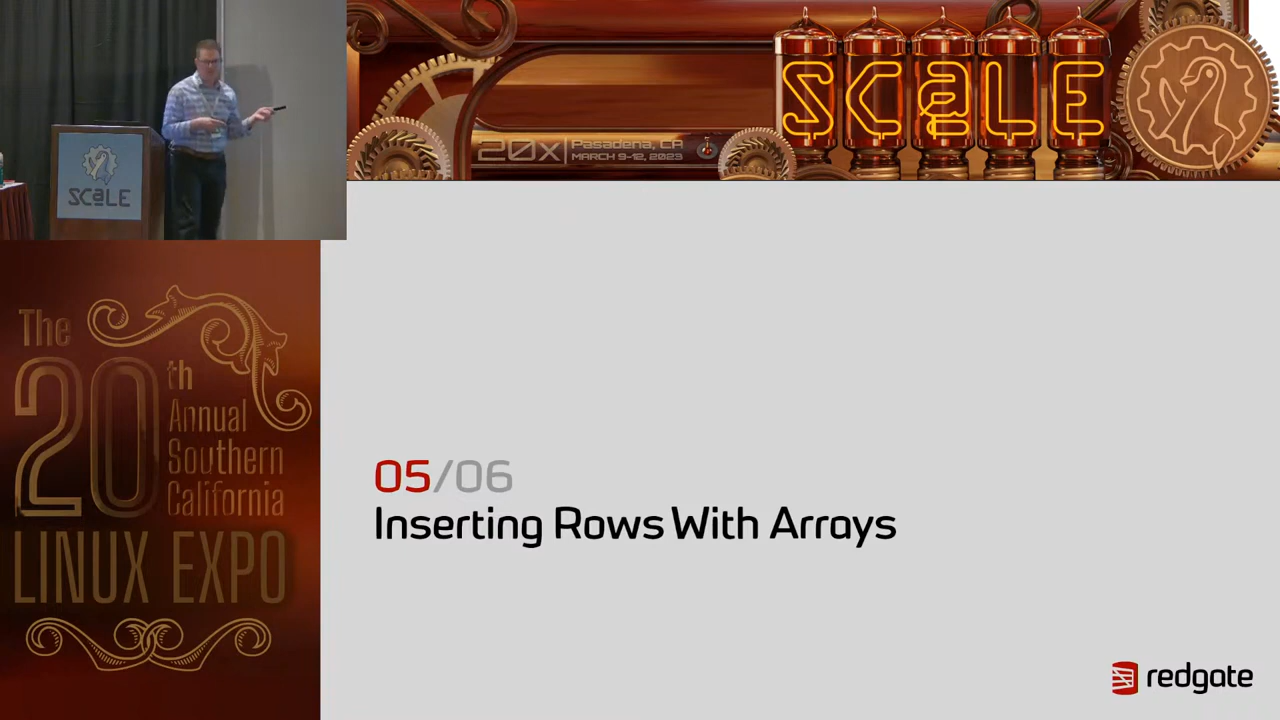 SCaLE
20x
Pasadena, CA
MARCH 9-12, 2023
SCaLE
The
20th
Annual
Southern
California
LINUX EXPO
05/06
Inserting Rows With Arrays
redgate